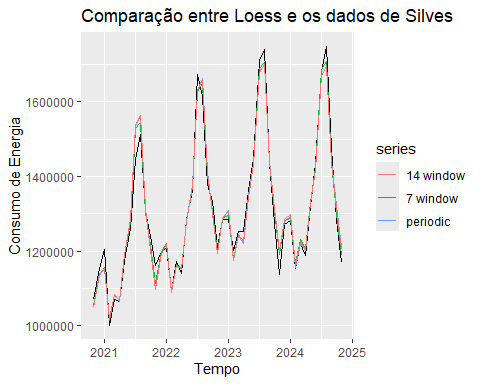 Comparação entre Loess e os dados de Silves
Consumo de Energia
1600000
1400000
1200000
1000000
2021
2022
2023
2024
2025
Tempo
series
14 window
7 window
periodic